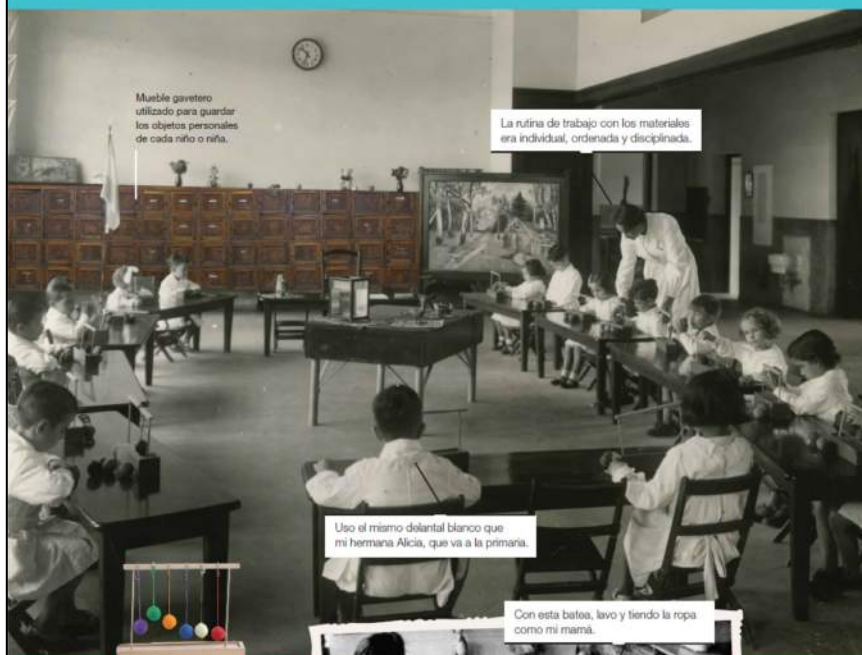 Mueble gavetero
utilizado para guardar
los objetos personales
de cada niño o niña.
La rutina de trabajo con los materiales
era individual, ordenada y disciplinada.
Uso el mismo delantal blanco que
mi hermana Alicia, que va a la primaria.
Con esta batea, lavo y tiendo la ropa
como mi mamá.